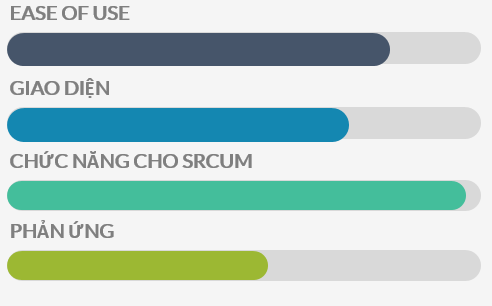 EASE OF USE
GIAO DIỆN
CHỨC NĂNG CHO SRCUM
PHẢN ỨNG